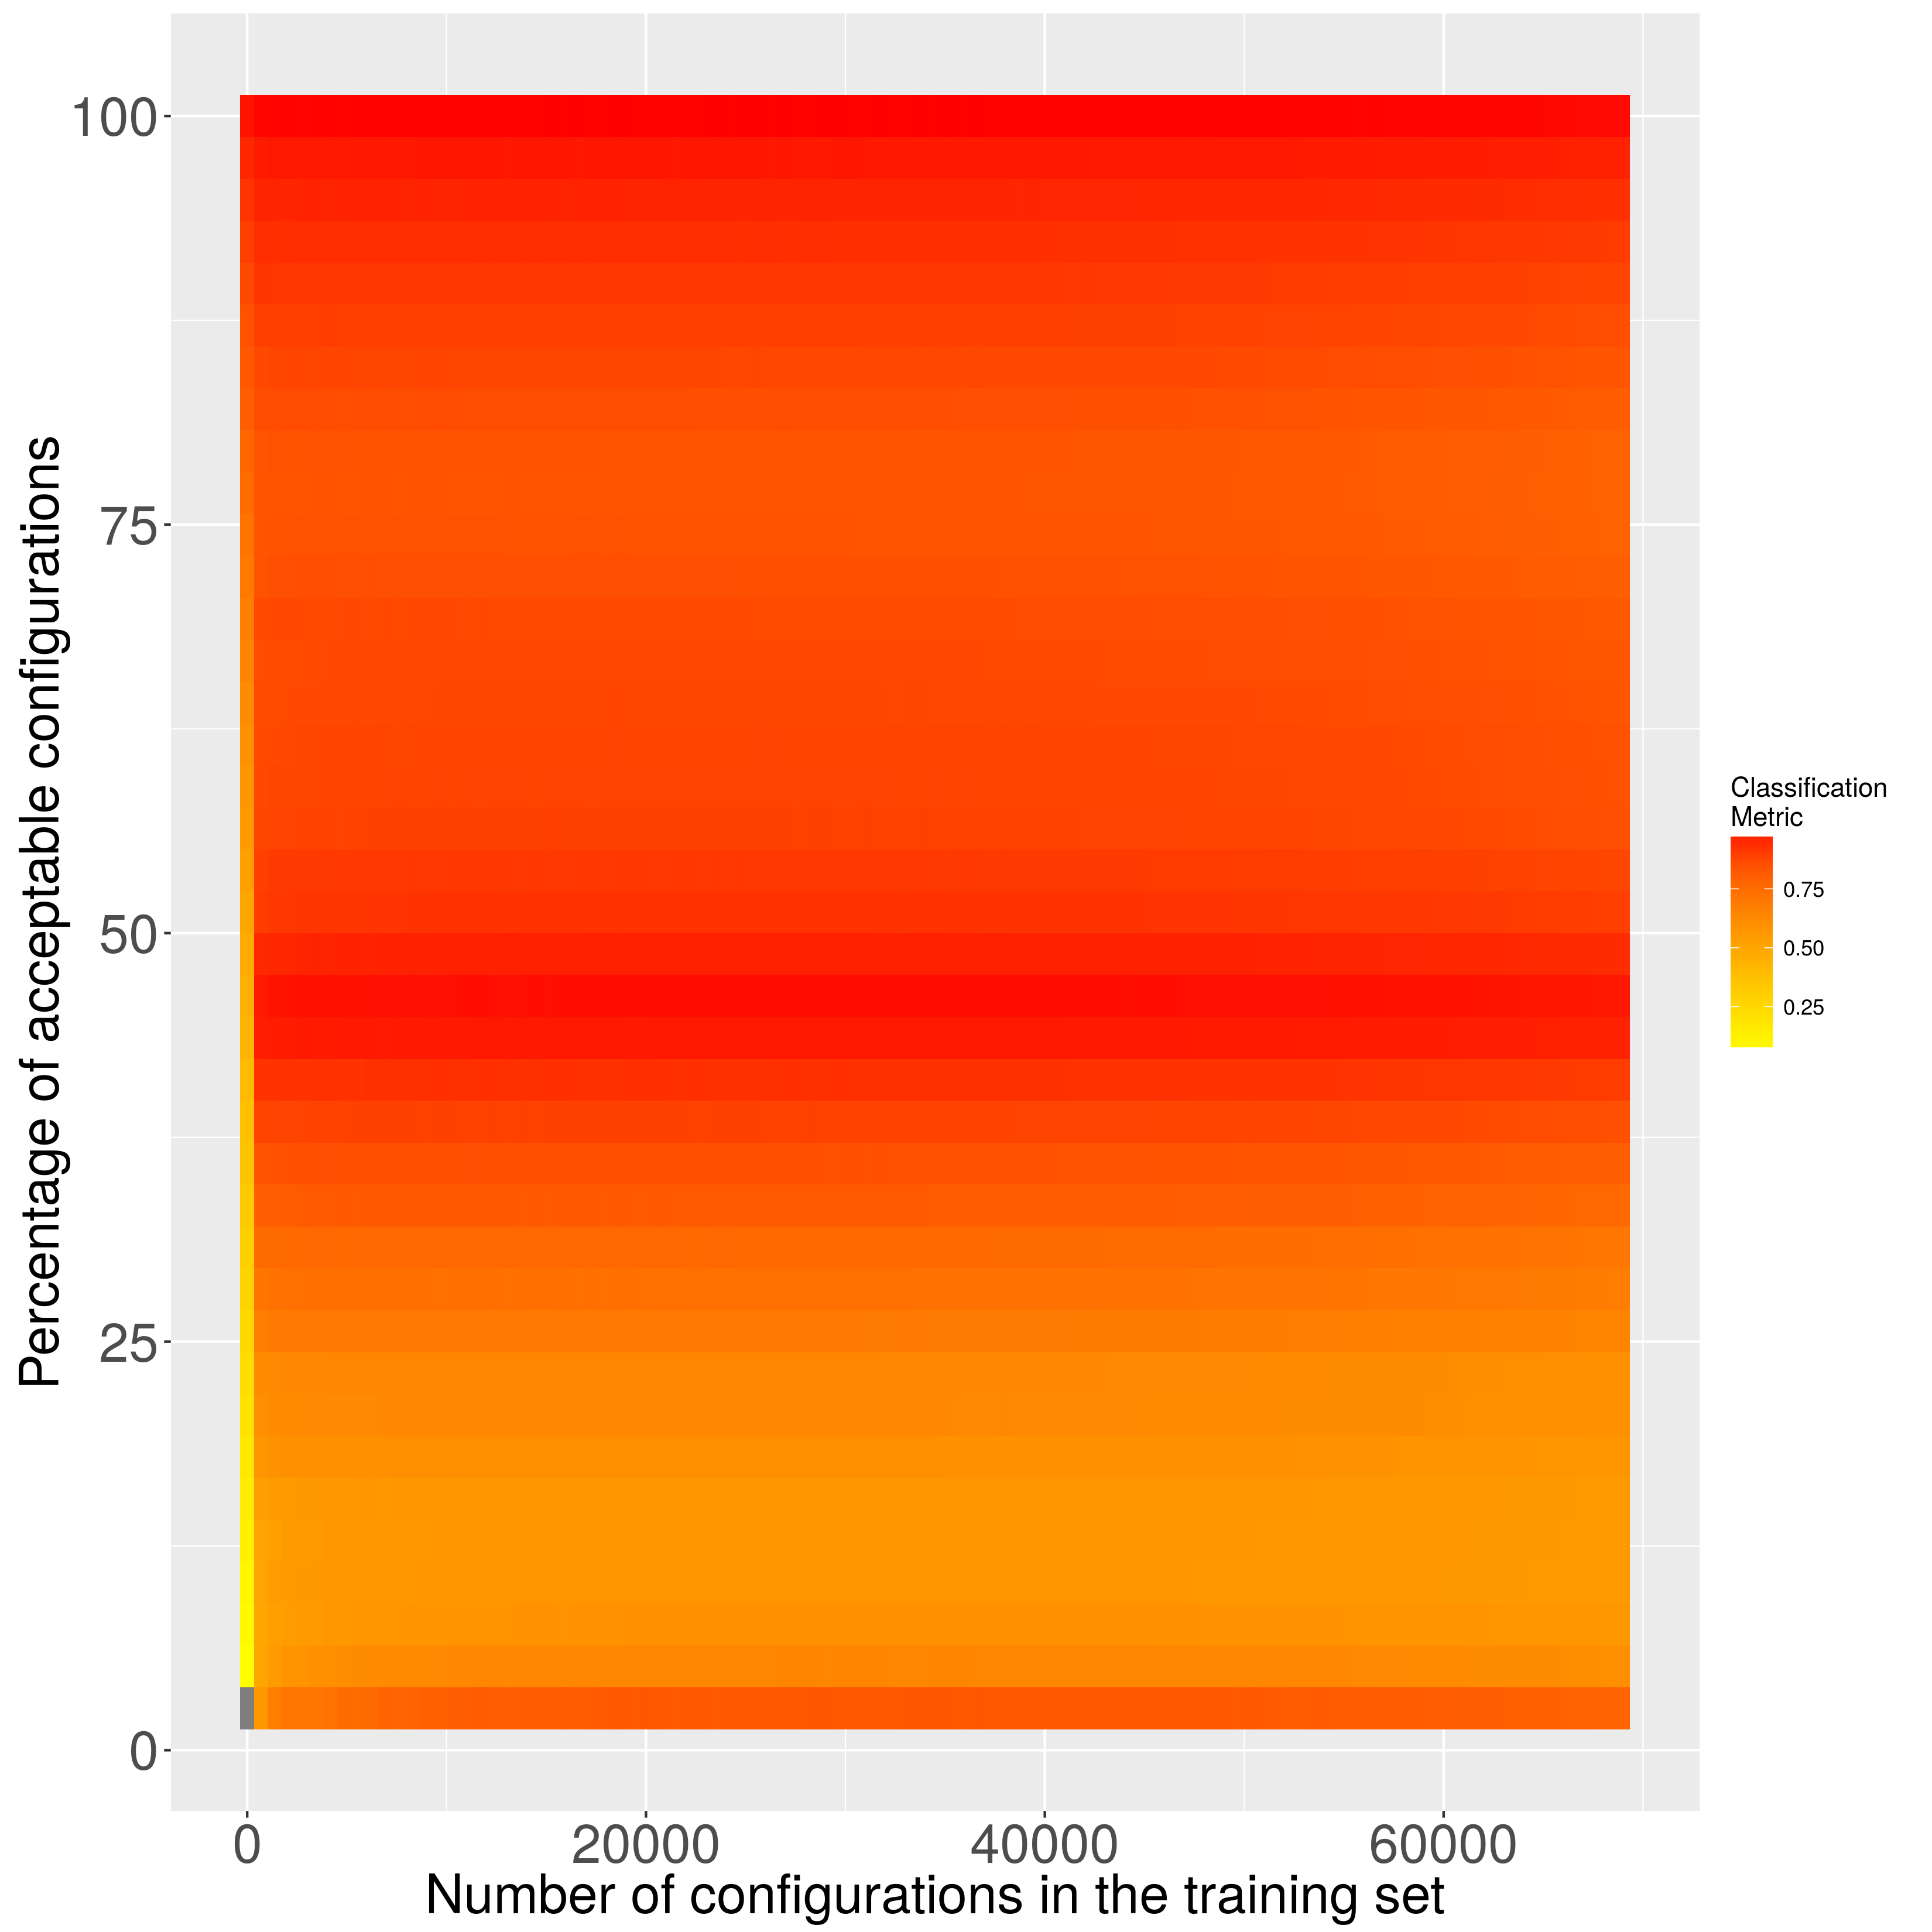 100
75
50
25
0
Percentage of acceptable configurations
0 20000 40000 60000
Number of configurations in the training set
Classification
Metric
0.75
0.50
0.25